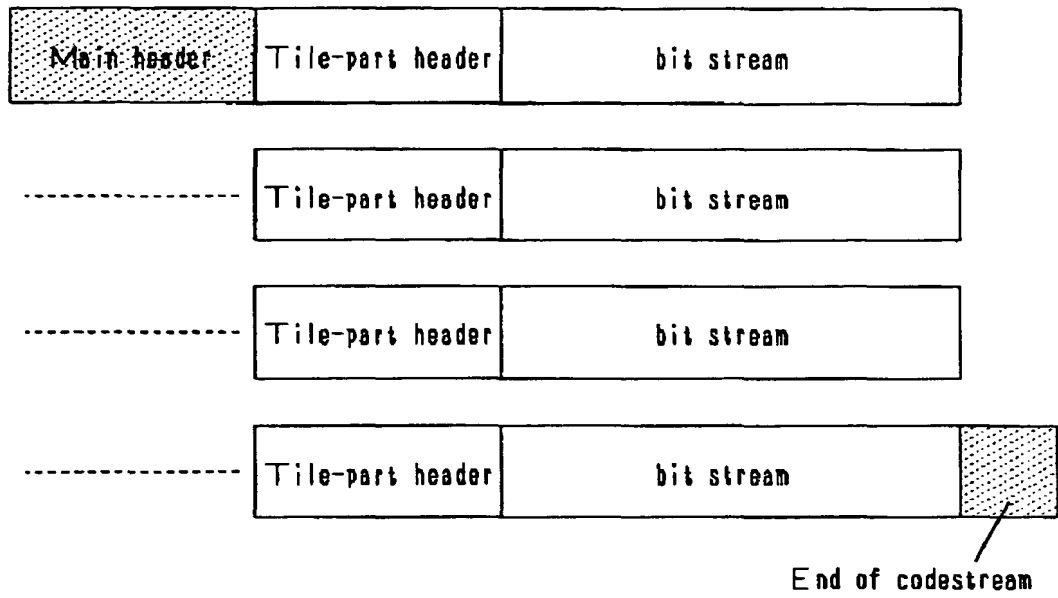 Main header Tile-part header bit stream
Tile-part header bit stream
Tile-part header bit stream
Tile-part header bit stream
End of codestream